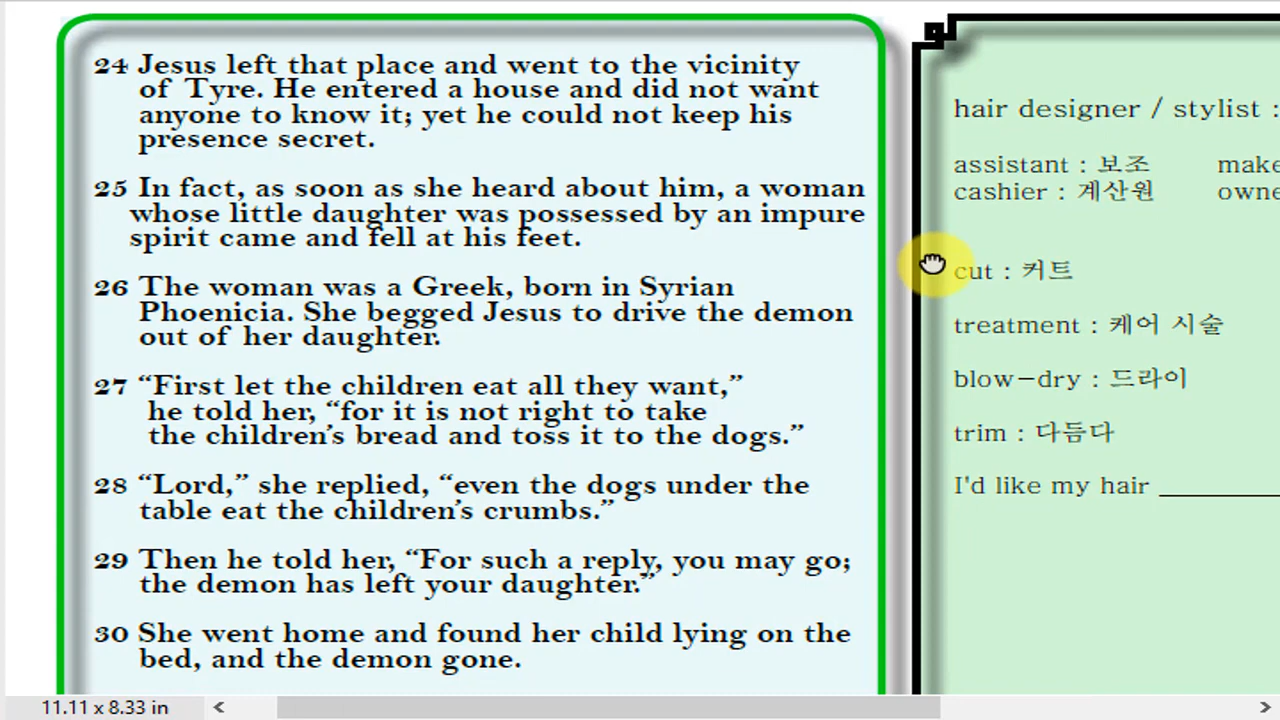 24 Jesus left that place and went to the vicinity
of Tyre. He entered a house and did not want
anyone to know it; yet he could not keep his
presence secret.
25 In fact, as soon as she heard about him, a woman
whose little daughter was possessed by an impure
spirit came and fell at his feet.
26 The woman was a Greek, born in Syrian
Phoenicia. She begged Jesus to drive the demon
out of her daughter.
27 “First let the children eat all they want,”
he told her, “for it is not right to take
the children’s bread and toss it to the dogs.”
28 “Lord,” she replied, “even the dogs under the
table eat the children’s crumbs.”
29 Then he told her, “For such a reply, you may go;
the demon has left your daughter.”
30 She went home and found her child lying on the
bed, and the demon gone.
hair designer / stylist :
assistant : 보조 make
cashier : 계산원 owne
cut : 커트
treatment : 케어 시술
blow-dry : 드라이
trim : 다듬다
I'd like my hair ________
11.11 x 8.33 in